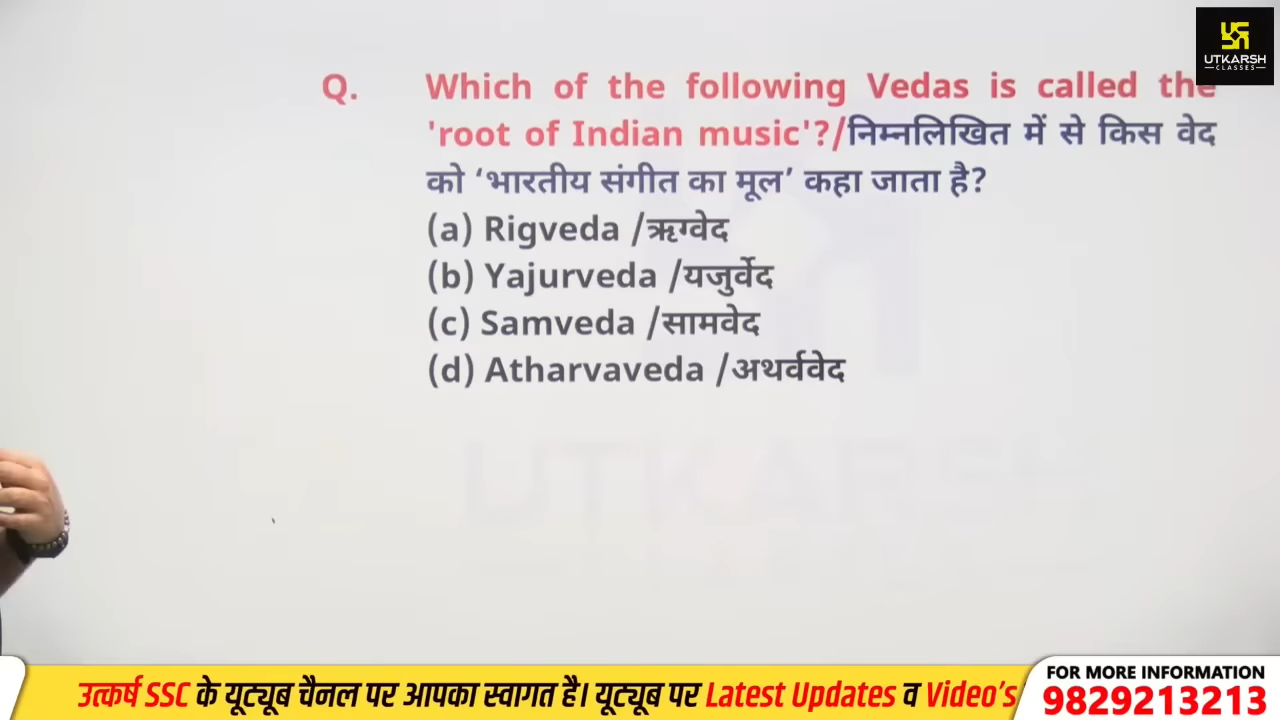 UTKARSH
CLASSES
Q. Which of the following Vedas is called the
'root of Indian music'?/निम्नलिखित में से किस वेद
को ‘भारतीय संगीत का मूल’ कहा जाता है?
(a) Rigveda /ऋग्वेद
(b) Yajurveda /यजुर्वेद
(c) Samveda /सामवेद
(d) Atharvaveda /अथर्ववेद
UTKARSH
उत्कर्ष SSC के यूट्यूब चैनल पर आपका स्वागत है। यूट्यूब पर Latest Updates व Video’s
FOR MORE INFORMATION
9829213213